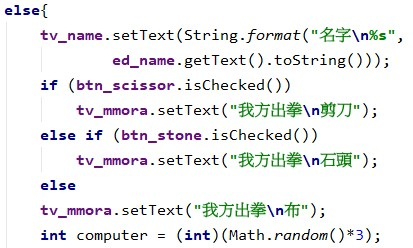 else{
    tv_name.setText(String.format("名字\n%s",
            ed_name.getText().toString()));
    if (btn_scissor.isChecked())
        tv_mmora.setText("我方出拳\n剪刀");
    else if (btn_stone.isChecked())
        tv_mmora.setText("我方出拳\n石頭");
    else
    tv_mmora.setText("我方出拳\n布");
    int computer = (int)(Math.random()*3);